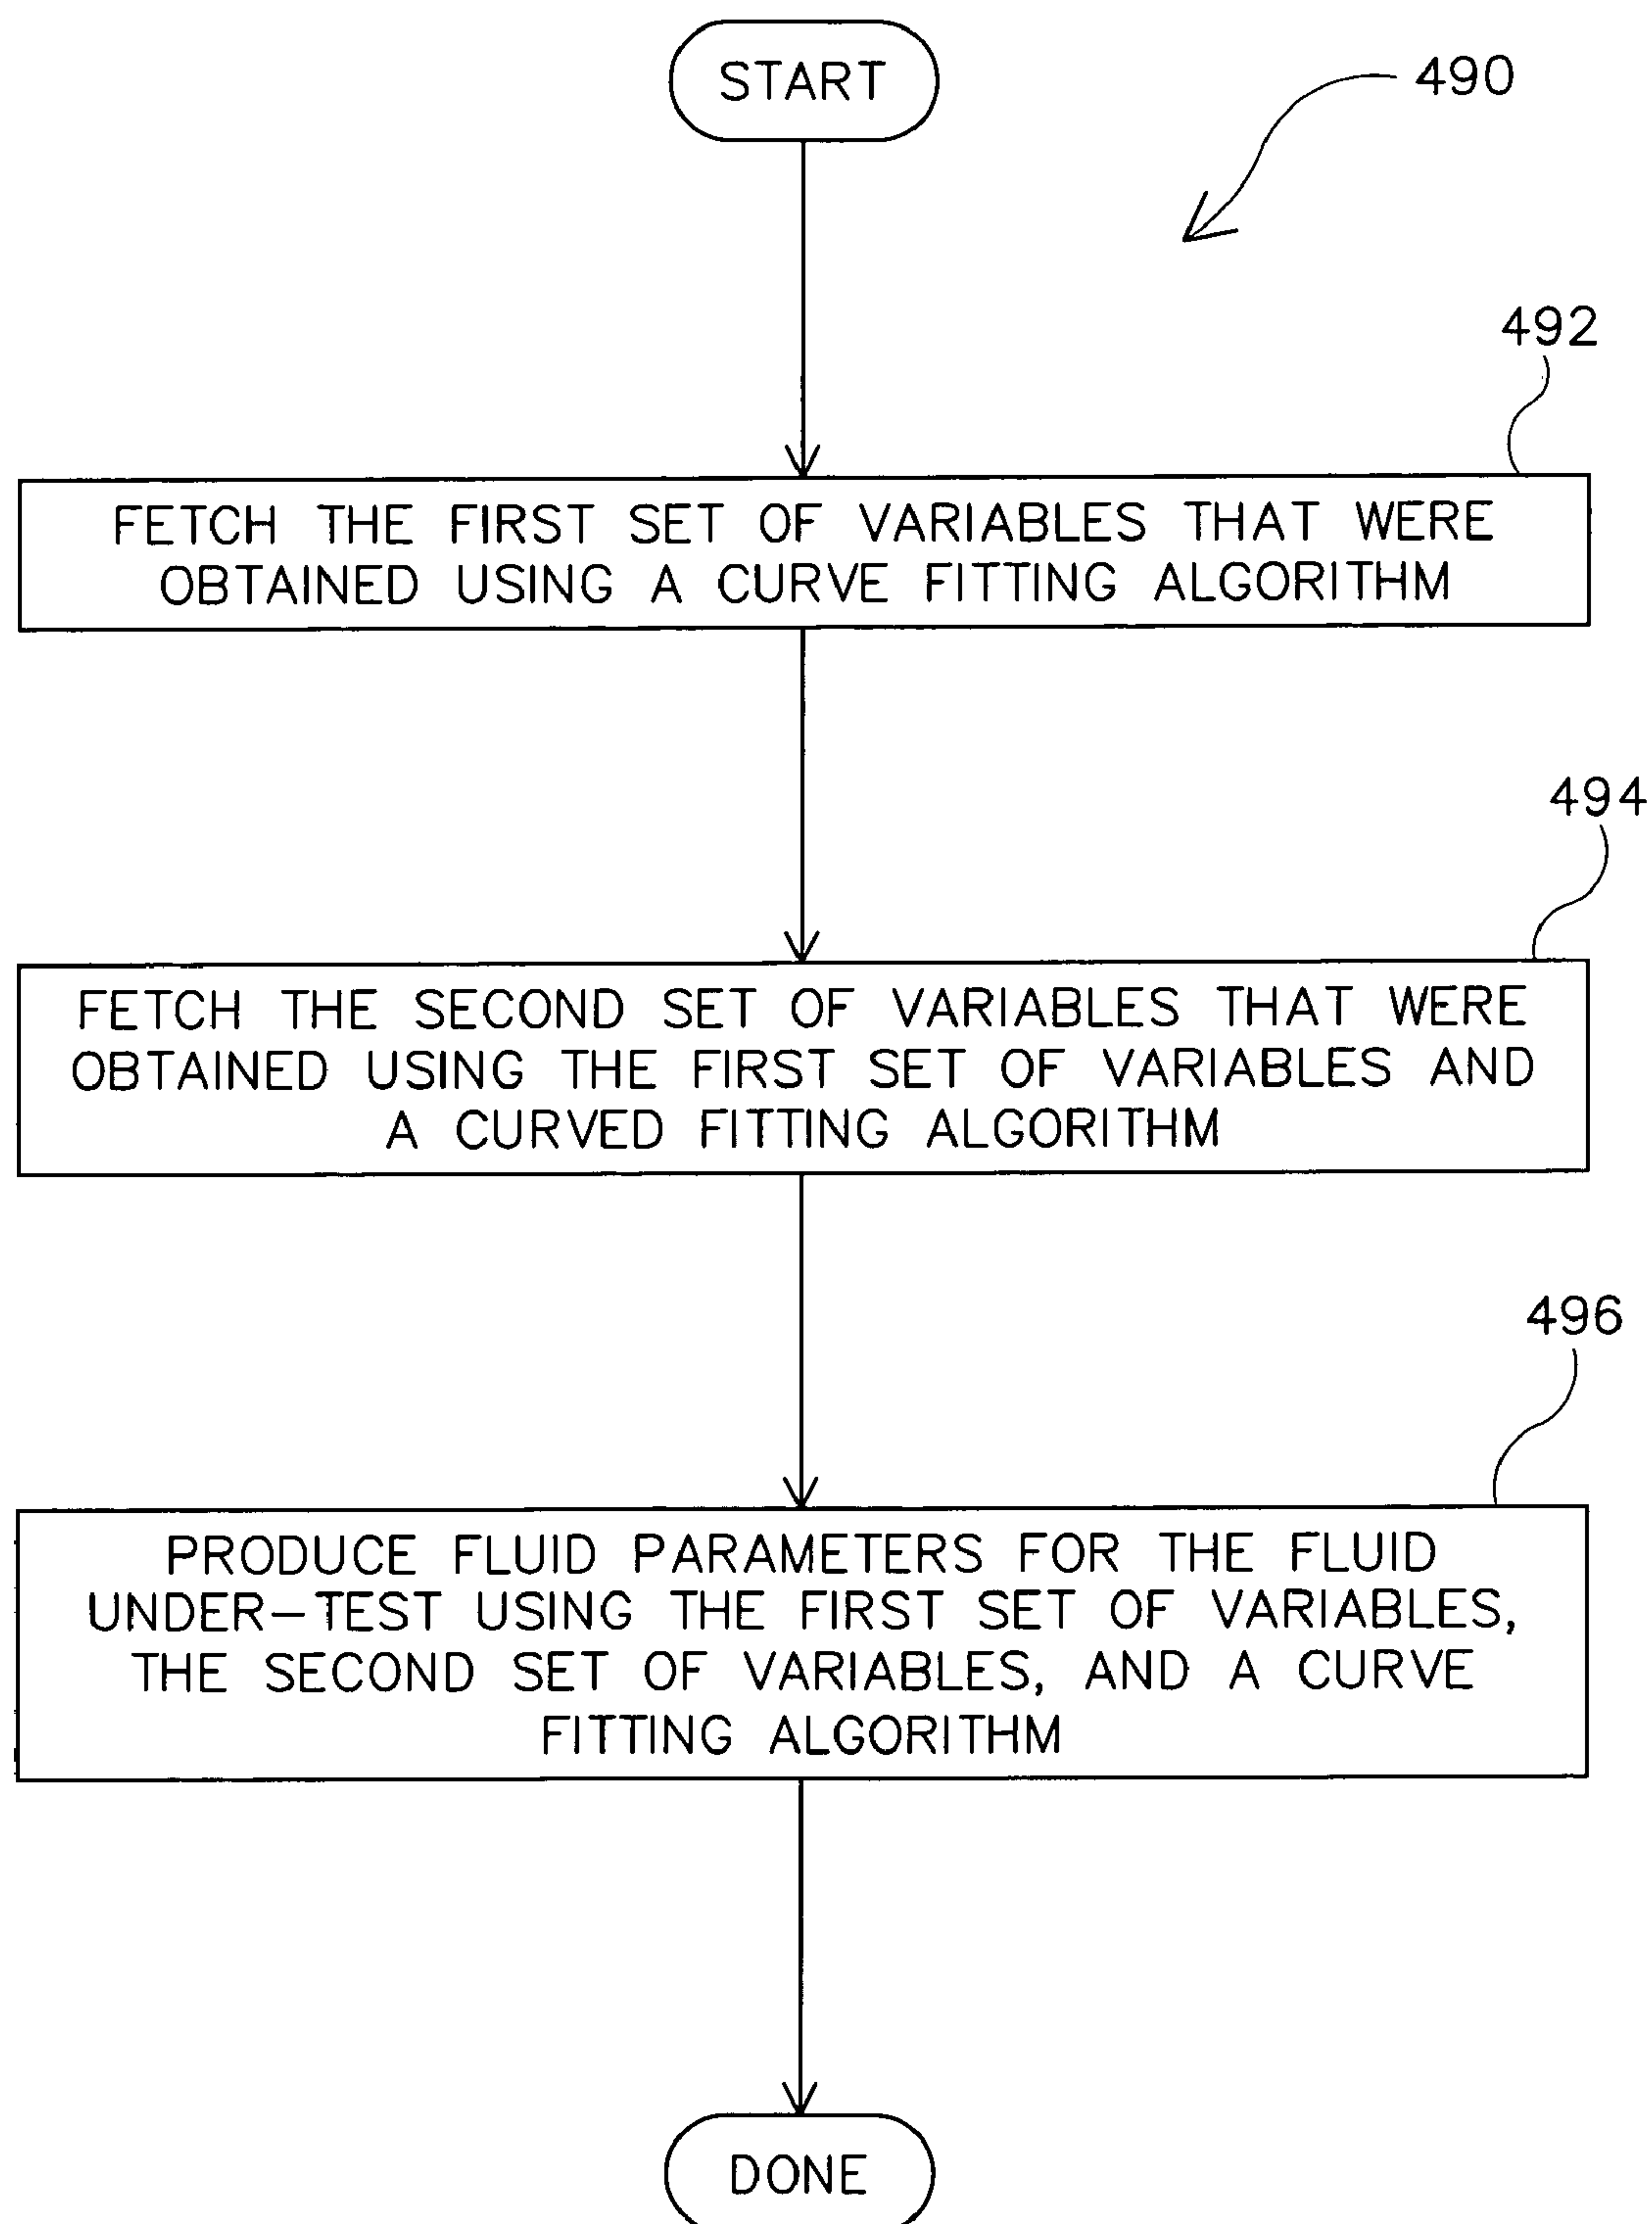 START
490
492
FETCH THE FIRST SET OF VARIABLES THAT WERE
OBTAINED USING A CURVE FITTING ALGORITHM
494
FETCH THE SECOND SET OF VARIABLES THAT WERE
OBTAINED USING THE FIRST SET OF VARIABLES AND
A CURVED FITTING ALGORITHM
496
PRODUCE FLUID PARAMETERS FOR THE FLUID
UNDER-TEST USING THE FIRST SET OF VARIABLES,
THE SECOND SET OF VARIABLES, AND A CURVE
FITTING ALGORITHM
DONE